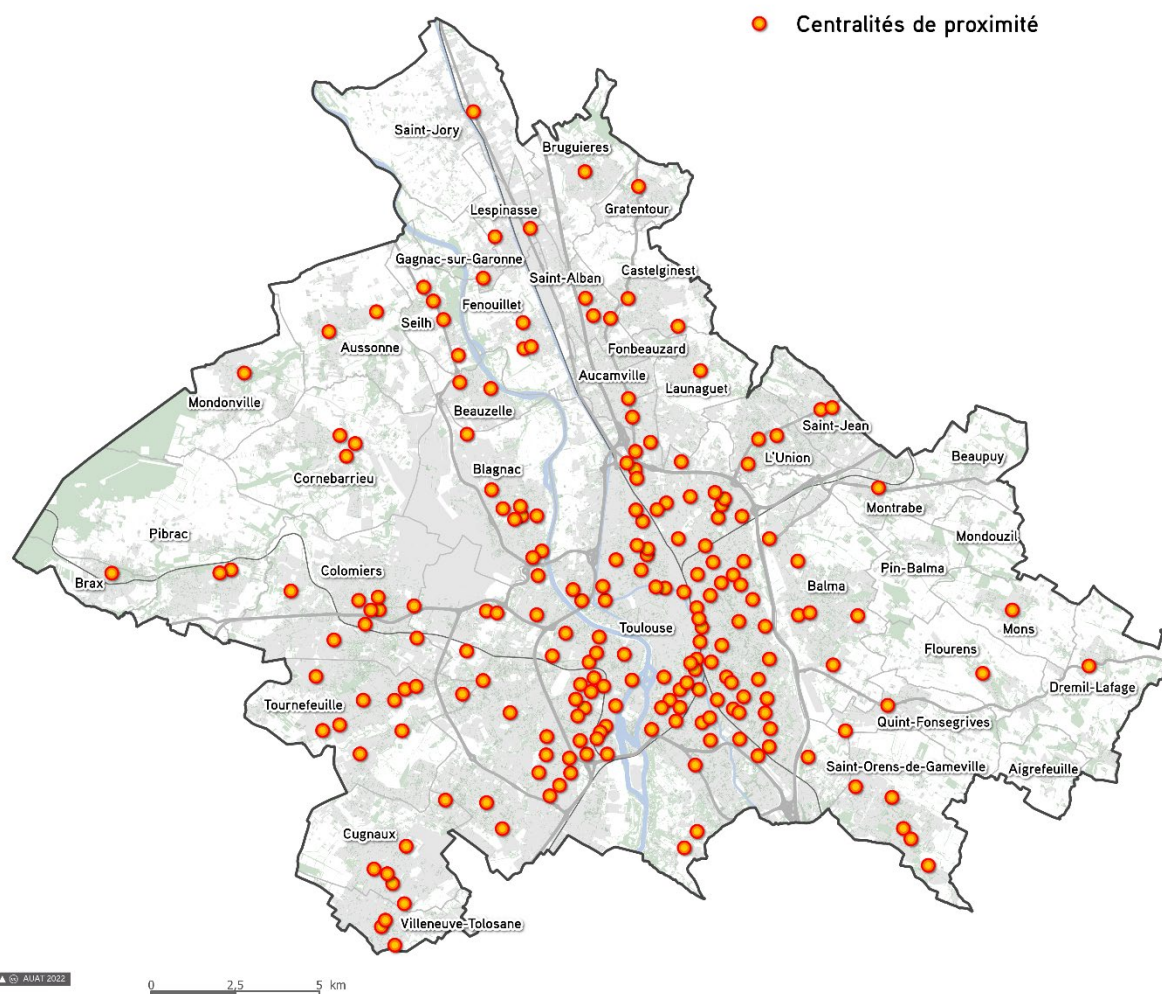 Centralités de proximité
Saint-Jory
Bruguieres
Gratentour
Lespinasse
Gagnac-sur-Garonne
Saint-Alban
Castelginest
Fenouillet
Seilh
Aussonne
Fonbeauzard
Aucamville
Launaguet
Mondonville
Beauzelle
Saint-Jean
L'Union
Beaupuy
Blagnac
Cornebarrieu
Montrabe
Pibrac
Mondouzil
Pin-Balma
Brax
Colomiers
Balma
Toulouse
Mons
Flourens
Dremil-Lafage
Tournefeuille
Quint-Fonsegrives
Saint-Orens-de-Gameville
Aigrefeuille
Cugnaux
Villeneuve-Tolosane
AUAT 2022
0 2,5 5 km